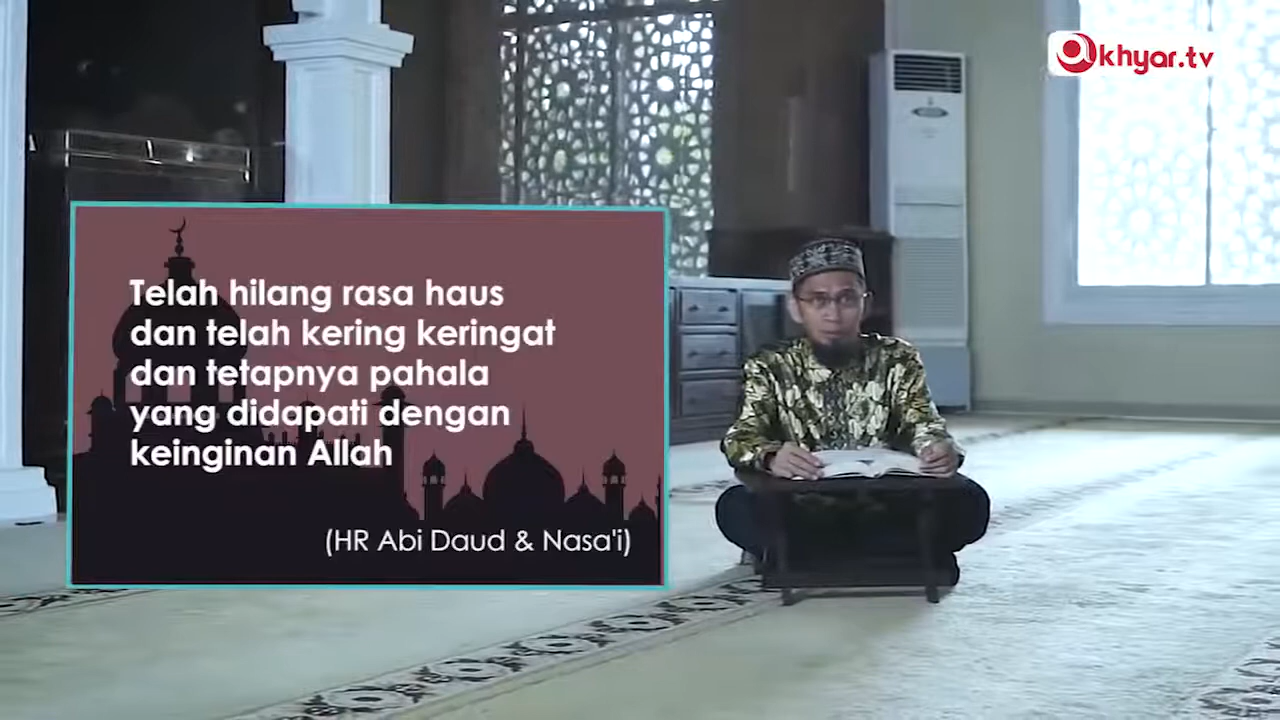 akhyar.tv
Telah hilang rasa haus
dan telah kering keringat
dan tetapnya pahala
yang didapati dengan
keinginan Allah
(HR Abi Daud & Nasa'i)